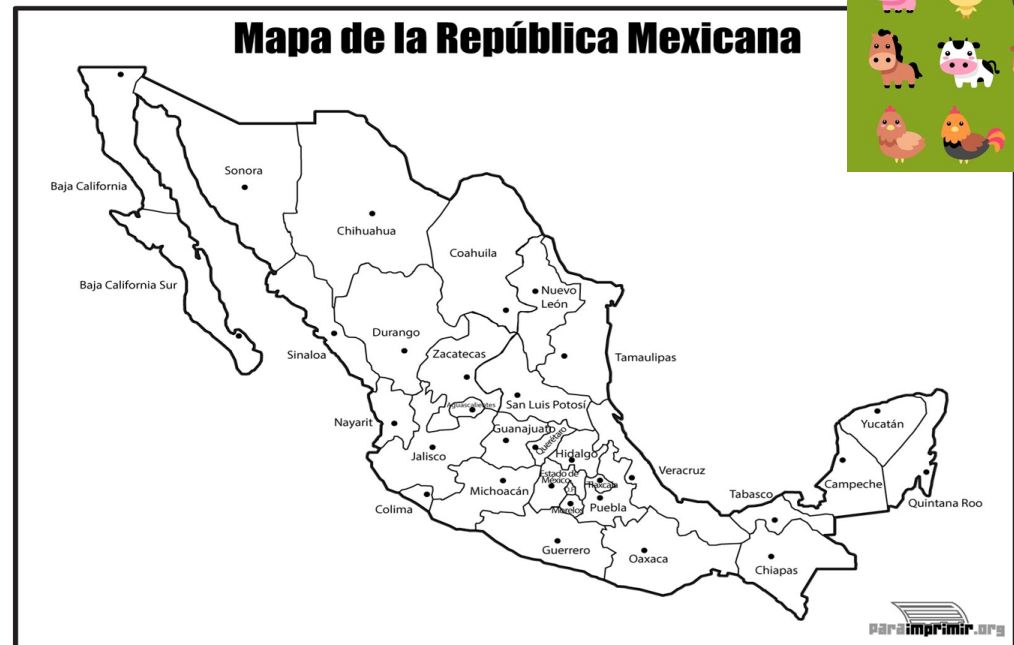 Mapa de la República Mexicana
Sonora
Baja California
Chihuahua
Coahuila
Baja California Sur
Nuevo
León
Durango
Sinaloa
Zacatecas
Tamaulipas
Aguascalientes
San Luis Potosí
Nayarit
Guanajuato
Querétaro
Yucatán
Jalisco
Hidalgo
Veracruz
Estado de
México
D.F.
Tlaxcala
Campeche
Michoacán
Tabasco
Quintana Roo
Colima
Morelos
Puebla
Guerrero
Oaxaca
Chiapas
paraimprimir.org